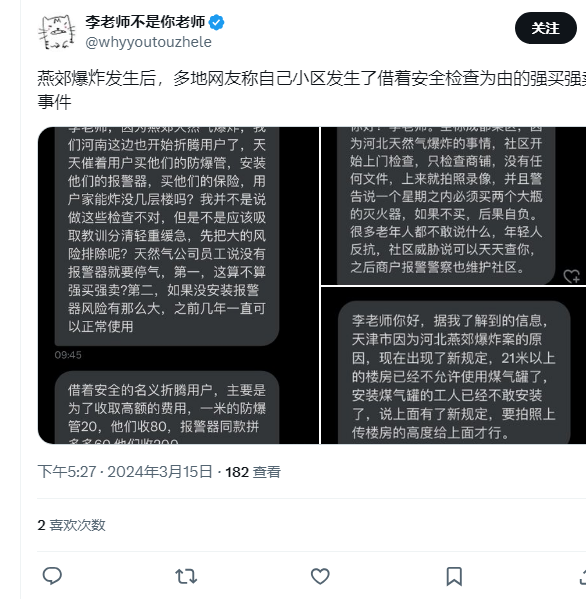 李老师不是你老师
@whyyoutouzhele
关注
燕郊爆炸发生后，多地网友称自己小区发生了借着安全检查为由的强买强卖
事件
李老师，因为燕郊天然气爆炸，我
们河南这边也开始折腾用户了，天
天催着用户买他们的防爆管，安装
他们的报警器，买他们的保险，用
户家能炸没几层楼吗？我并不是说
做这些检查不对，但是不是应该吸
取教训分清轻重缓急，先把大的风
险排除呢？天然气公司员工说没有
报警器就要停气，第一，这算不算
强买强卖?第二，如果没安装报警
器风险有那么大，之前几年一直可
以正常使用
09:45
借着安全的名义折腾用户，主要是
为了收取高额的费用，一米的防爆
管20，他们收80，报警器同款拼
多多60,他们收200
你好！李老师。坐标成都某区，因
为河北天然气爆炸的事情，社区开
始上门检查，只检查商铺，没有任
何文件，上来就拍照录像，并且警
告说一个星期之内必须买两个大瓶
的灭火器，如果不买，后果自负。
很多老年人都不敢说什么，年轻人
反抗，社区威胁说可以天天查你，
之后商户报警警察也维护社区。
李老师你好，据我了解到的信息，
天津市因为河北燕郊爆炸案的原
因，现在出现了新规定，21米以上
的楼房已经不允许使用煤气罐了，
安装煤气罐的工人已经不敢安装
了，说上面有了新规定，要拍照上
传楼房的高度给上面才行。
下午5:27 · 2024年3月15日 · 182 查看
2 喜欢次数